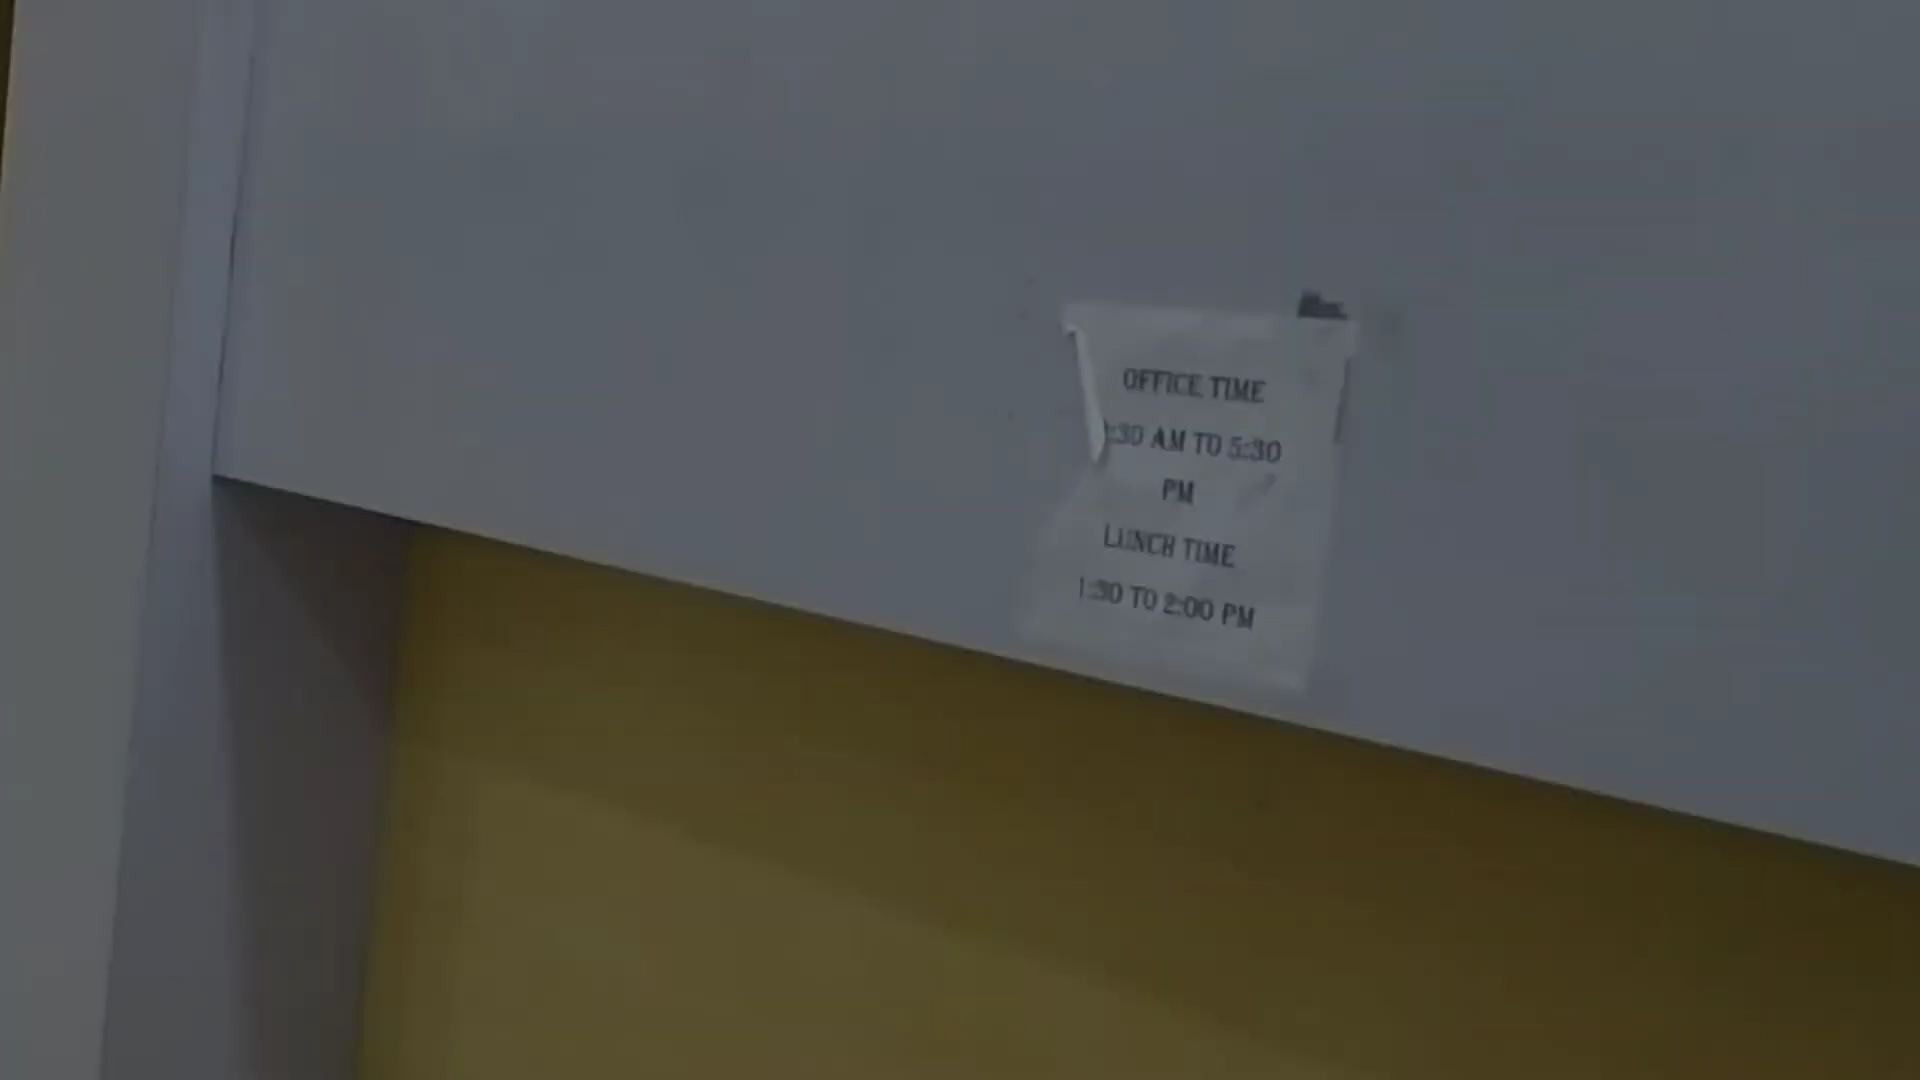 OFFICE TIME
:30 AM TO 5:30
PM
LUNCH TIME
1:30 TO 2:00 PM